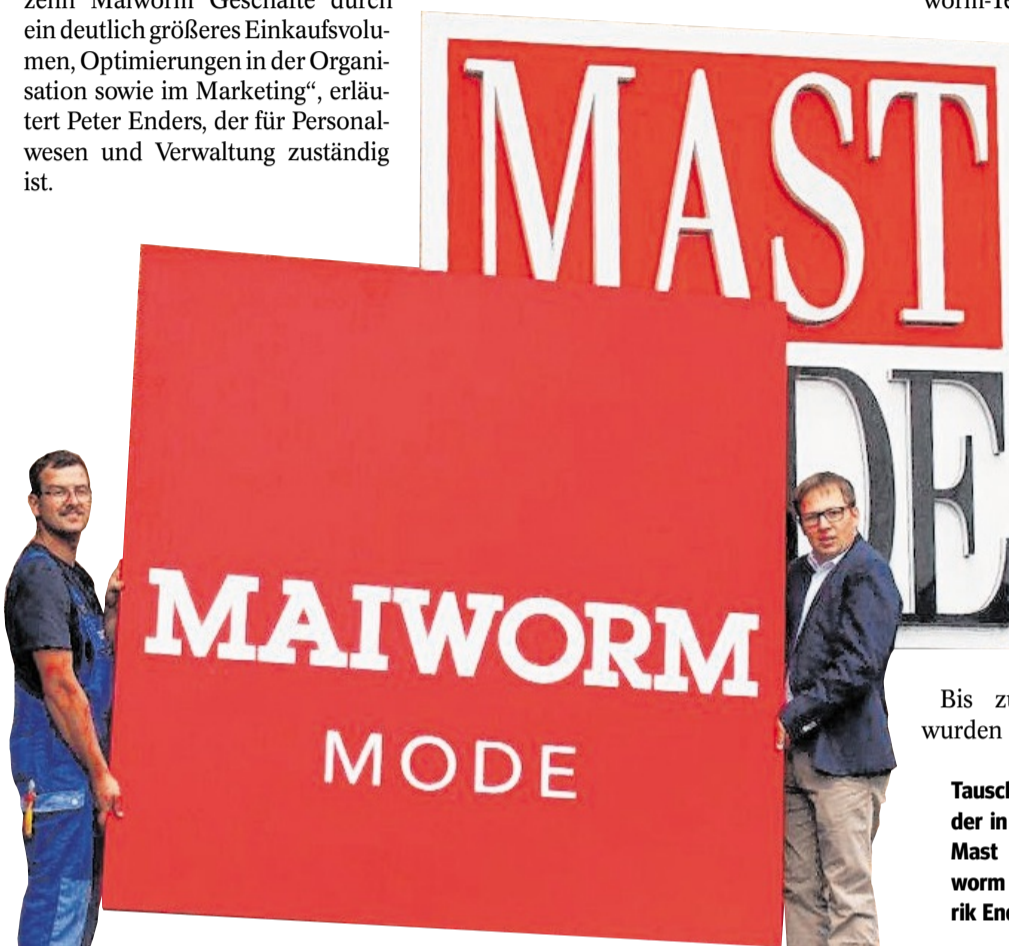 zehn Maiworm Geschäfte durch
ein deutlich größeres Einkaufsvolu-
men, Optimierungen in der Organi-
sation sowie im Marketing“, erläu-
tert Peter Enders, der für Personal-
wesen und Verwaltung zuständig
ist.
MAST
DE
MAIWORM
MODE
Bis
wurden
der in
Mast
worm